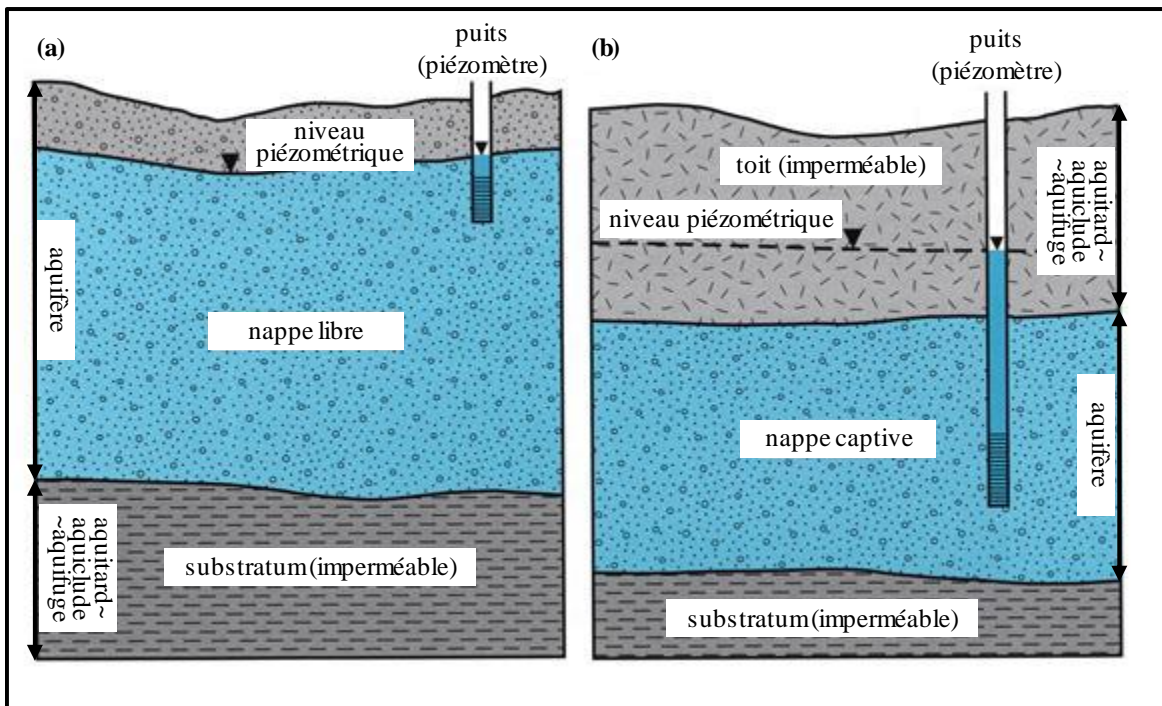 (a)
puits
(piézomètre)
niveau
piézométrique
aquifère
nappe libre
aquitard~
aquiclude
~aquifuge
substratum (imperméable)
(b)
puits
(piézomètre)
toit (imperméable)
niveau piézométrique
aquitard~
aquiclude
~aquifuge
nappe captive
aquifère
substratum (imperméable)